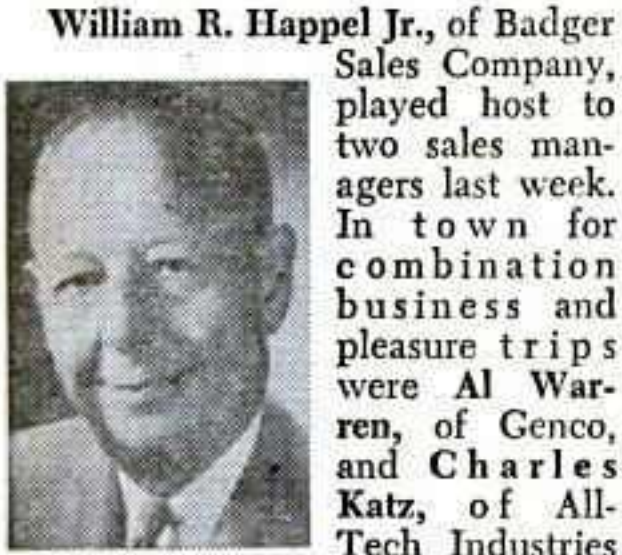 William R. Happel Jr., of Badger
Sales Company,
played host to
two sales man-
agers last week.
In town for
combination
business and
pleasure trips
were Al War-
ren, of Genco,
and Charles
Katz, of All-
Tech Industries